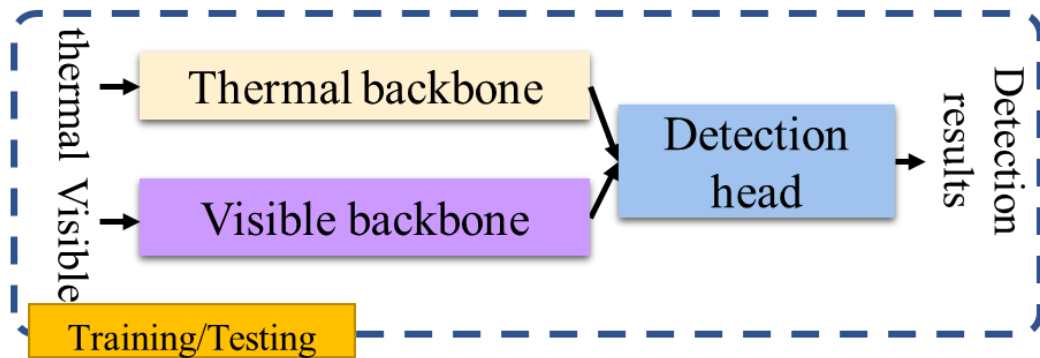 thermal
Thermal backbone
Visible
Visible backbone
Detection
head
Detection
results
Training/Testing